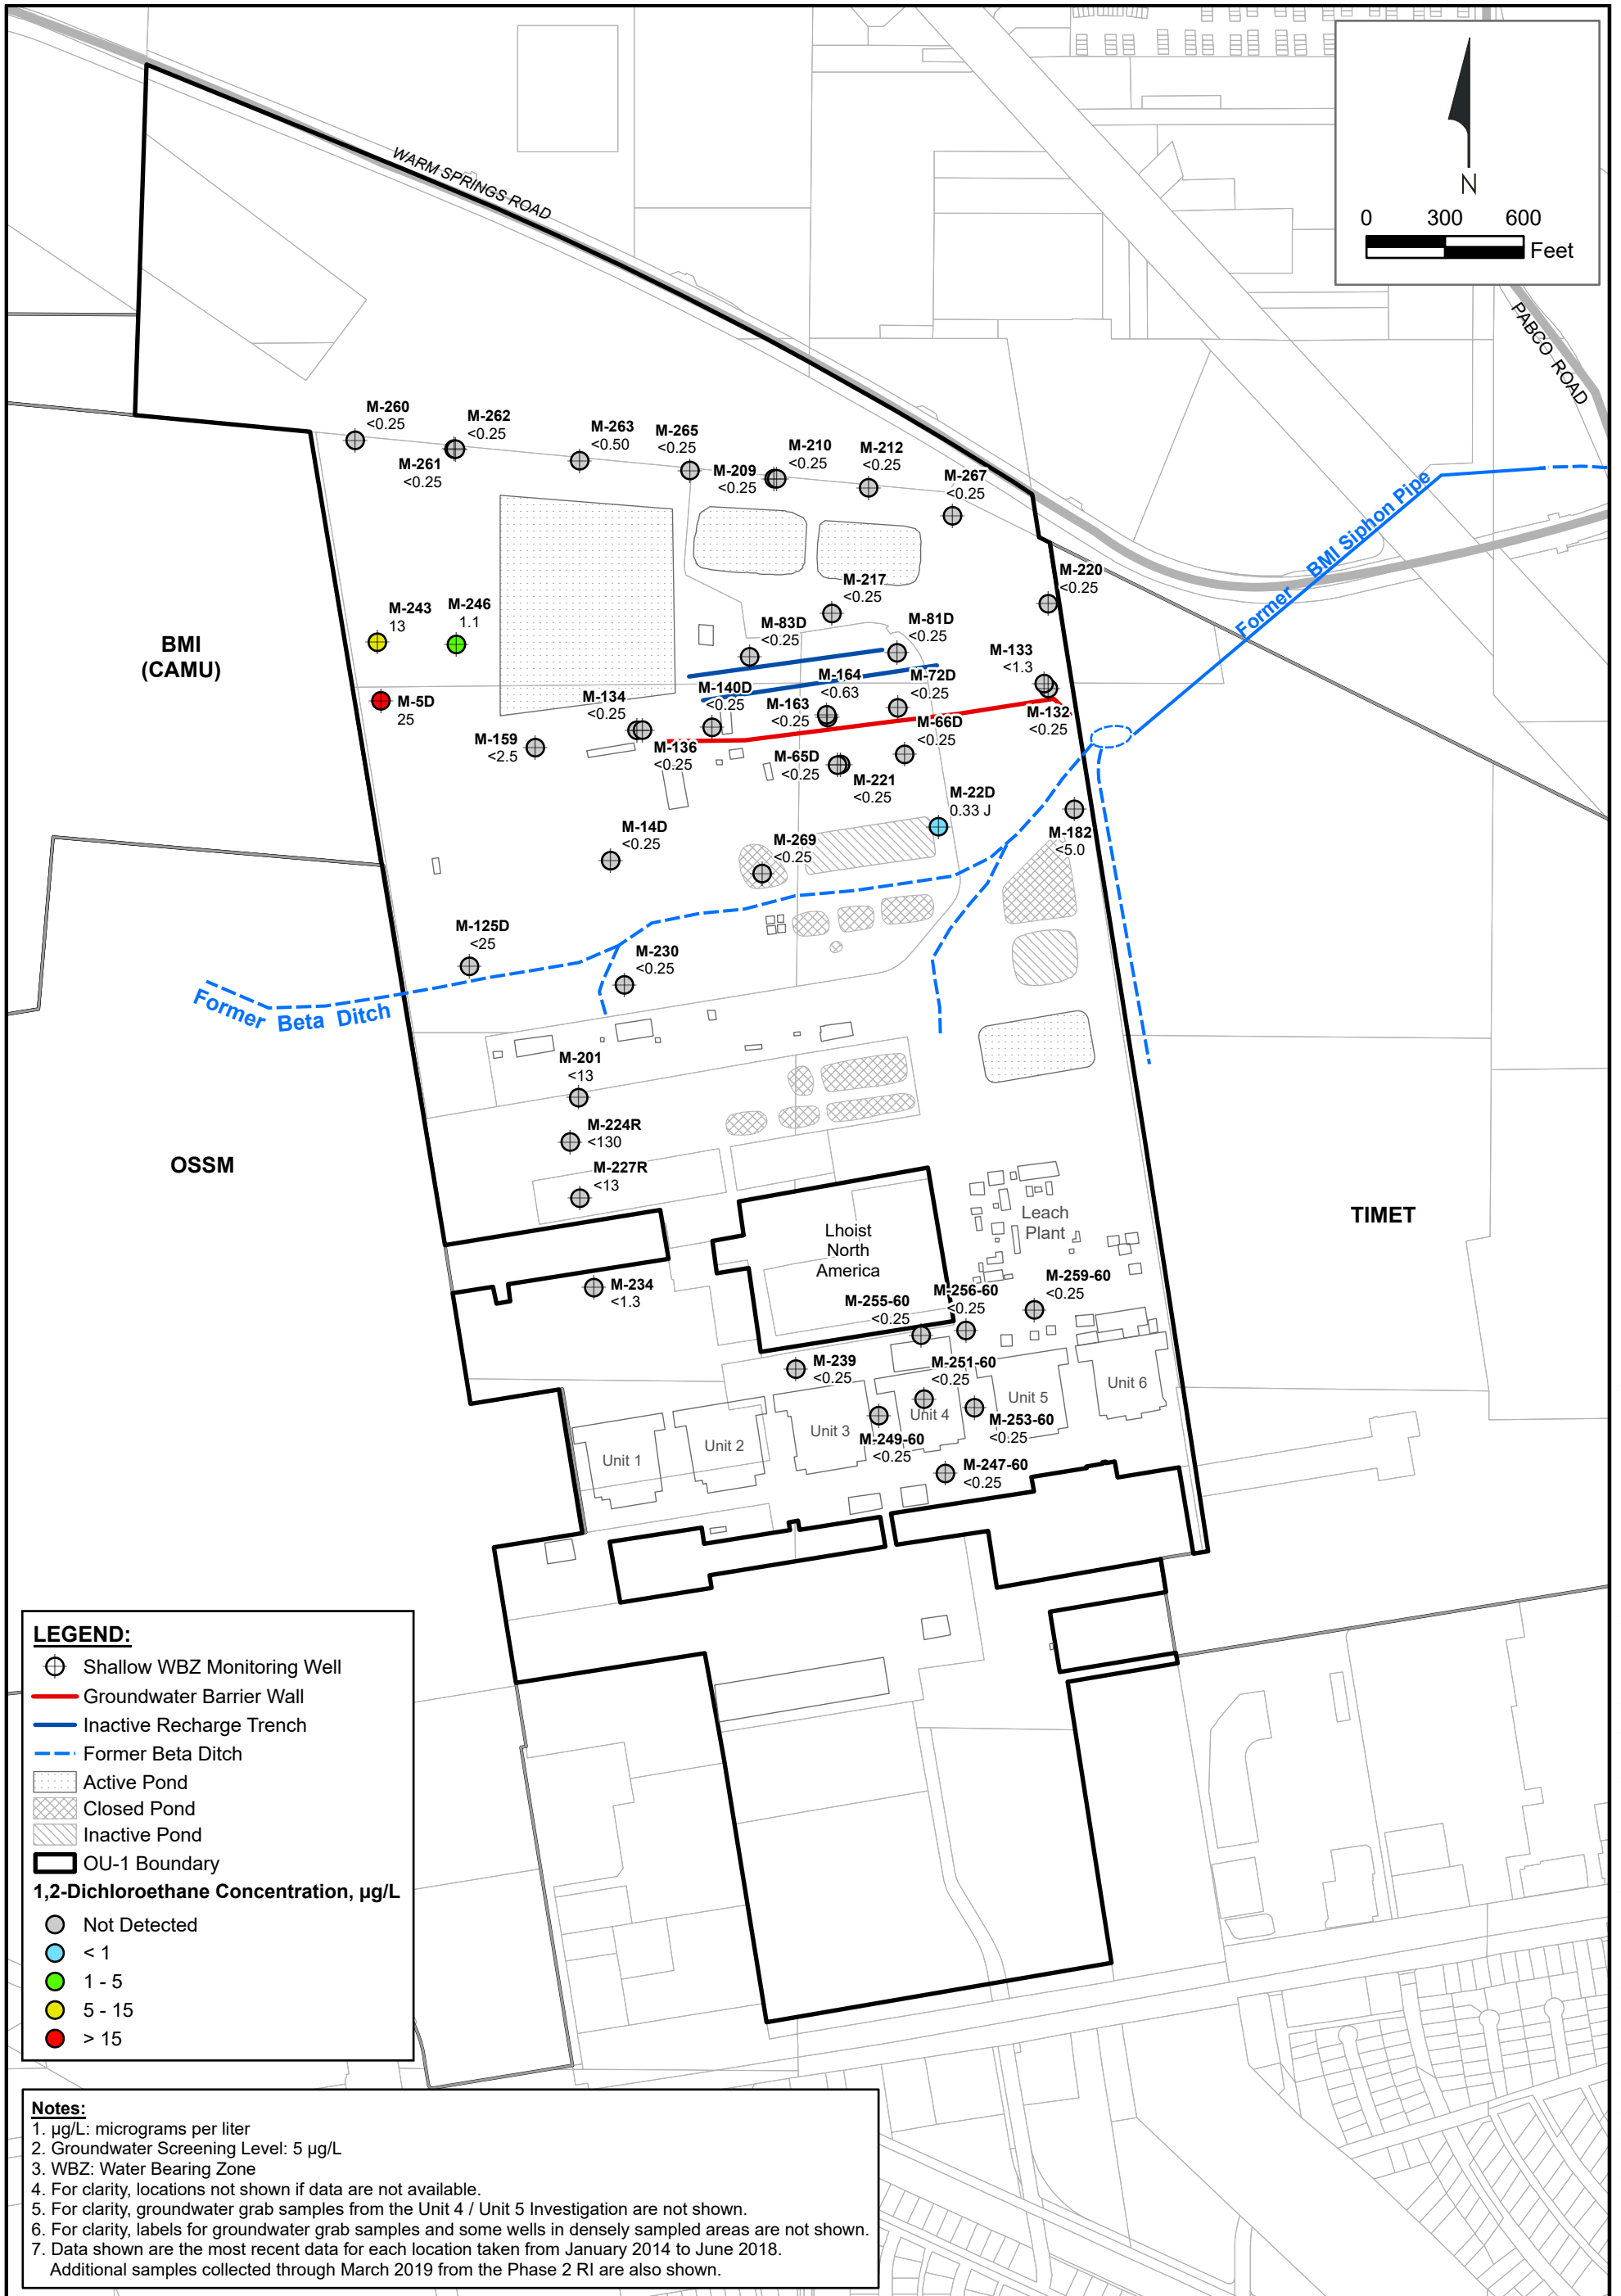 WARM SPRINGS ROAD
N
0 300 600
Feet
PABCO ROAD
M-260
<0.25
M-262
<0.25
M-261
<0.25
M-263
<0.50
M-265
<0.25
M-209
<0.25
M-210
<0.25
M-212
<0.25
M-267
<0.25
Former BMI Siphon Pipe
M-220
<0.25
M-217
<0.25
M-243
13
M-246
1.1
M-83D
<0.25
M-81D
<0.25
BMI
(CAMU)
M-133
<1.3
M-164
<0.63
M-72D
<0.25
M-5D
25
M-134
<0.25
M-140D
<0.25
M-163
<0.25
M-132
<0.25
M-66D
<0.25
M-159
<2.5
M-136
<0.25
M-65D
<0.25
M-221
<0.25
M-22D
0.33 J
M-14D
<0.25
M-269
<0.25
M-182
<5.0
M-125D
<25
M-230
<0.25
Former Beta Ditch
M-201
<13
M-224R
<130
M-227R
<13
OSSM
TIMET
Leach
Plant
Lhoist
North
America
M-234
<1.3
M-255-60
<0.25
M-256-60
<0.25
M-259-60
<0.25
M-239
<0.25
M-251-60
<0.25
Unit 6
Unit 5
Unit 4
M-253-60
<0.25
Unit 3
M-249-60
<0.25
Unit 2
Unit 1
M-247-60
<0.25
LEGEND:
Shallow WBZ Monitoring Well
Groundwater Barrier Wall
Inactive Recharge Trench
Former Beta Ditch
Active Pond
Closed Pond
Inactive Pond
OU-1 Boundary
1,2-Dichloroethane Concentration, µg/L
Not Detected
< 1
1 - 5
5 - 15
> 15
Notes:
1. µg/L: micrograms per liter
2. Groundwater Screening Level: 5 µg/L
3. WBZ: Water Bearing Zone
4. For clarity, locations not shown if data are not available.
5. For clarity, groundwater grab samples from the Unit 4 / Unit 5 Investigation are not shown.
6. For clarity, labels for groundwater grab samples and some wells in densely sampled areas are not shown.
7. Data shown are the most recent data for each location taken from January 2014 to June 2018.
Additional samples collected through March 2019 from the Phase 2 RI are also shown.